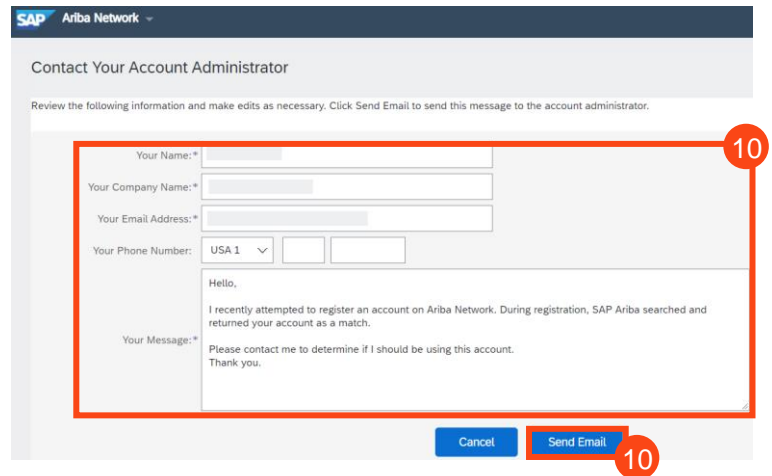 SAP Ariba Network
Contact Your Account Administrator
Review the following information and make edits as necessary. Click Send Email to send this message to the account administrator.
10
Your Name:*
Your Company Name:*
Your Email Address:*
Your Phone Number: USA 1
Hello,
I recently attempted to register an account on Ariba Network. During registration, SAP Ariba searched and
returned your account as a match.
Your Message:*
Please contact me to determine if I should be using this account.
Thank you.
Cancel Send Email
10